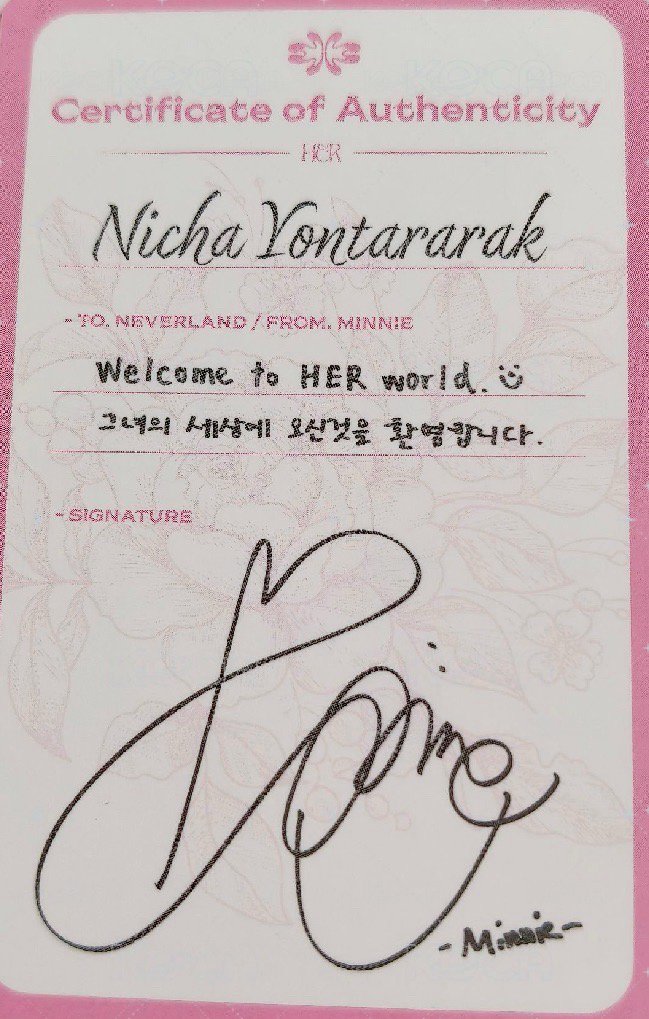 Certificate of Authenticity
HER
Nicha Yontararak
- TO. NEVERLAND / FROM. MINNIE
Welcome to HER world.
그녀의 세상에 오신것을 환영합니다.
- SIGNATURE
Minnie
- Minnie -